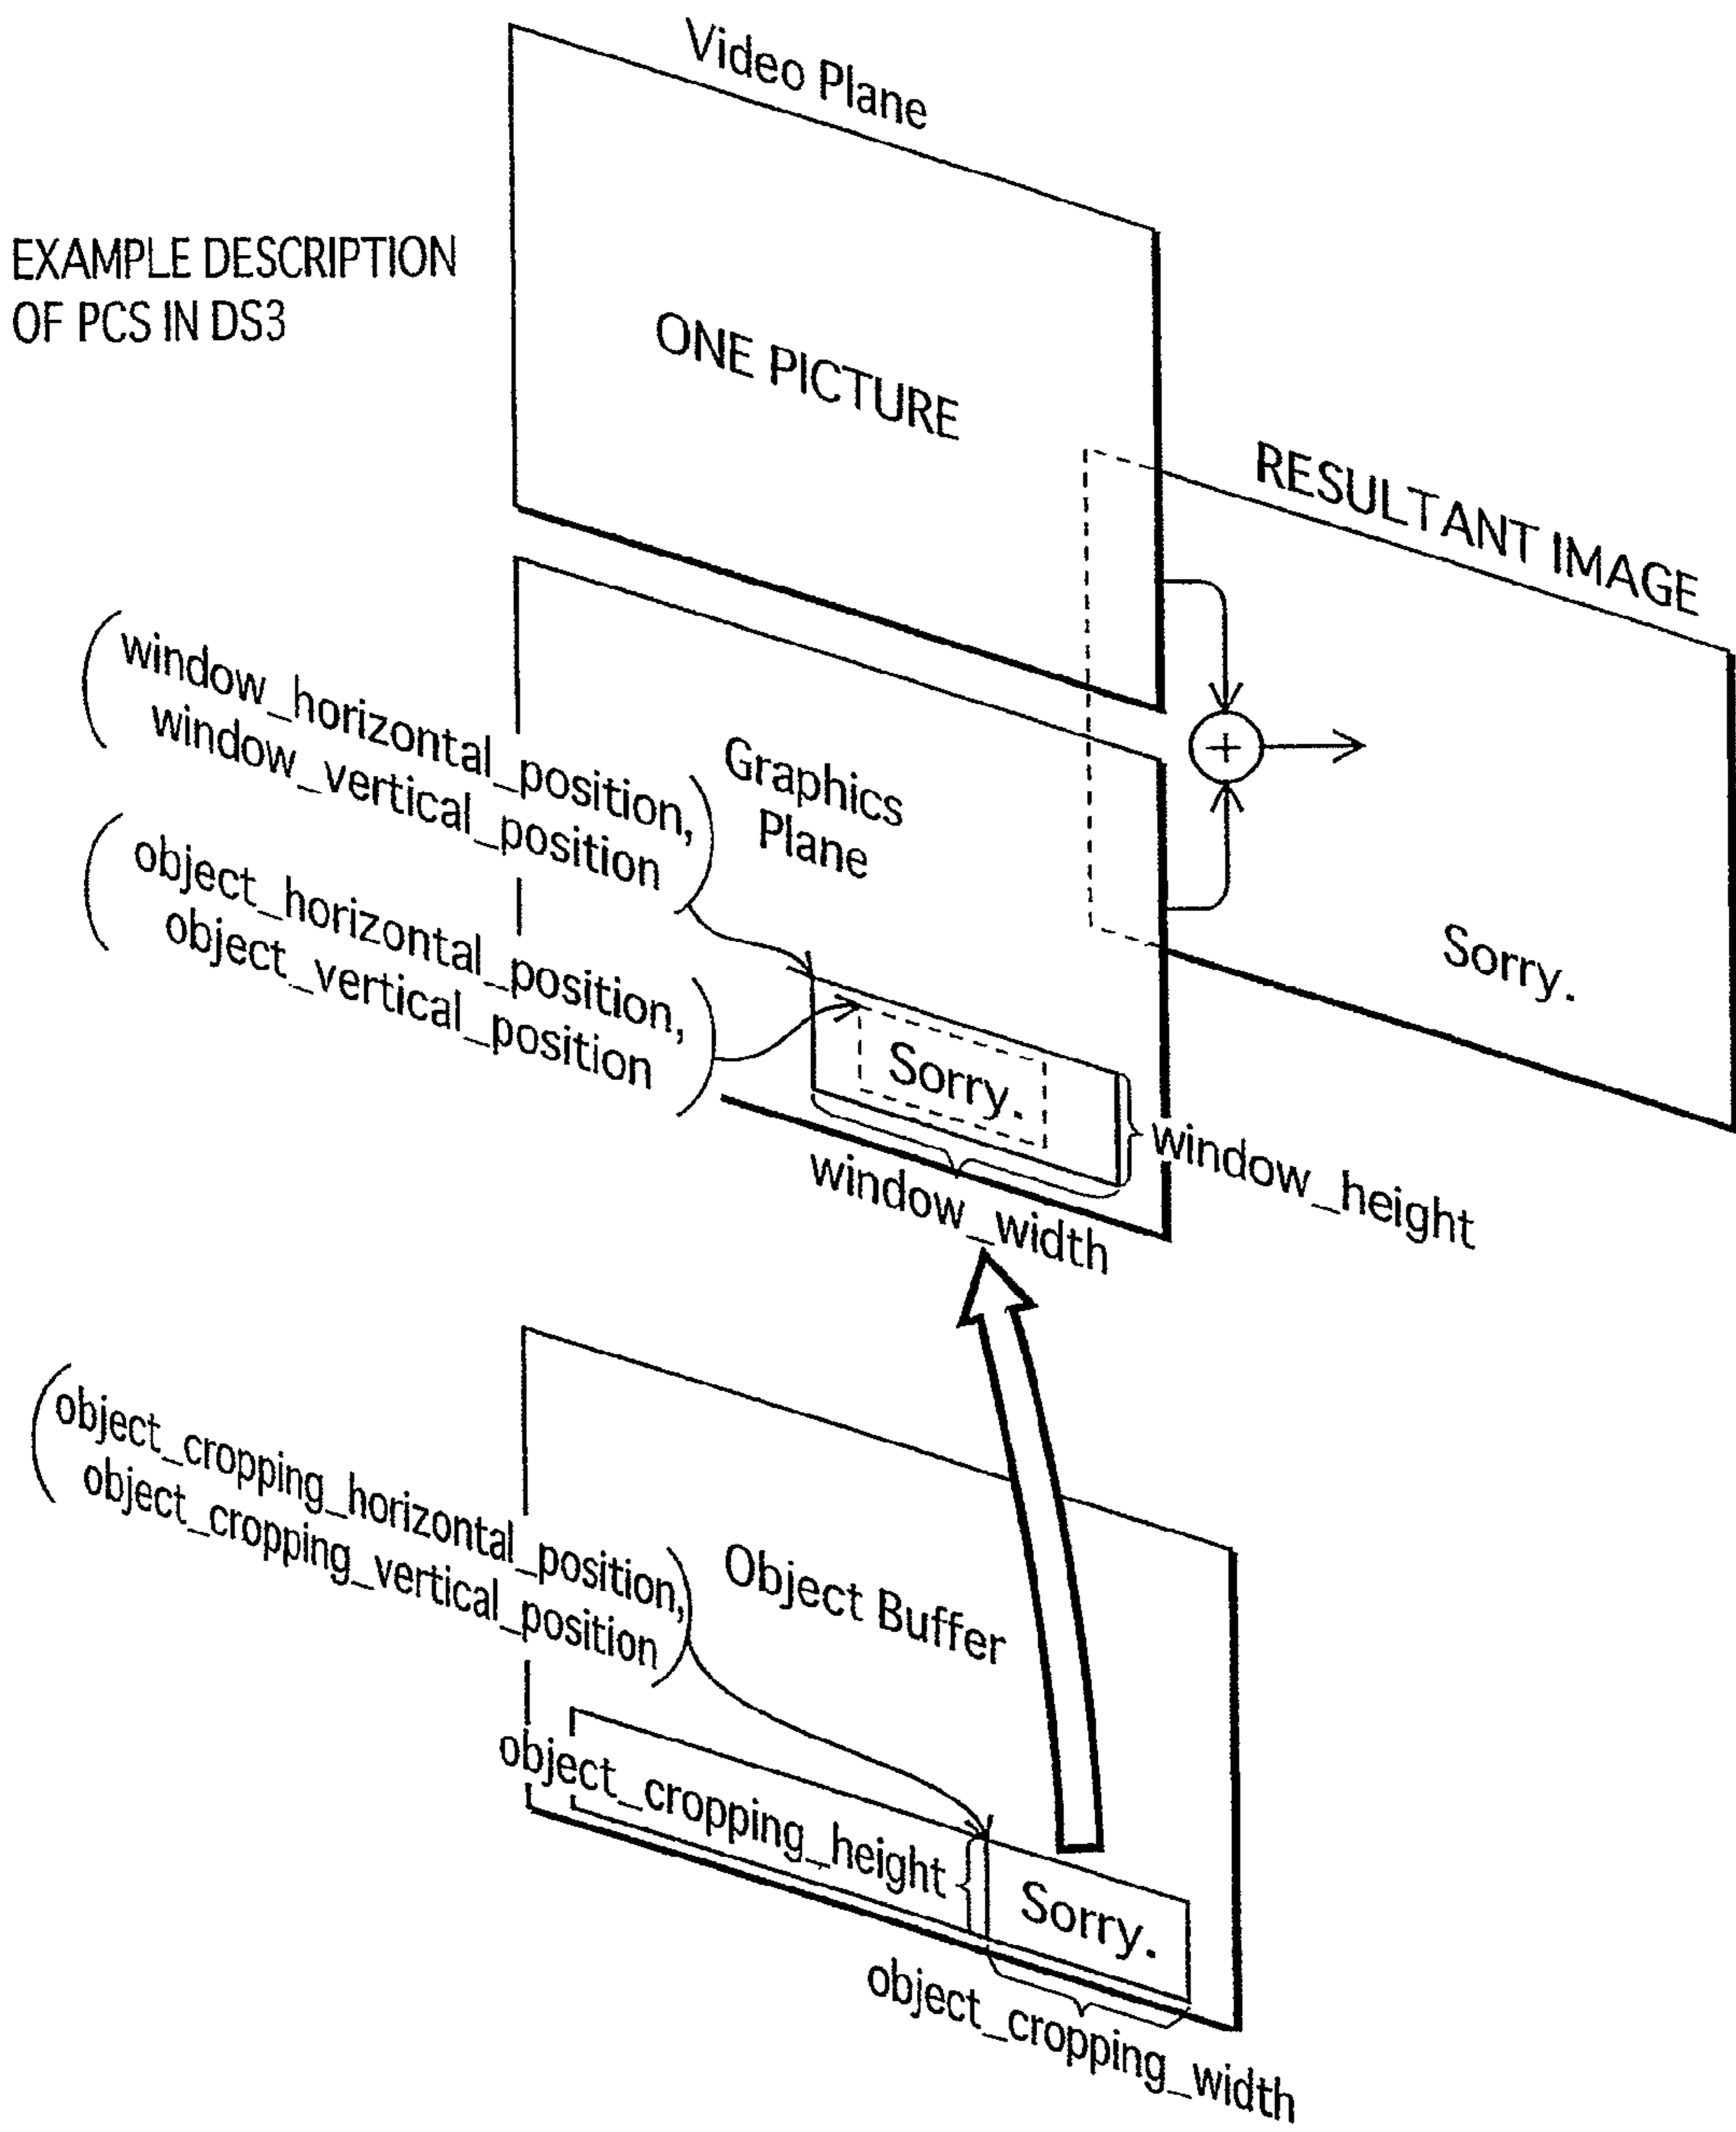 Video Plane
EXAMPLE DESCRIPTION
OF PCS IN DS3
ONE PICTURE
RESULTANT IMAGE
(window_horizontal_position,
window_vertical_position)
Graphics
Plane
+
(object_horizontal_position,
object_vertical_position)
Sorry.
Sorry.
window_height
window_width
(object_cropping_horizontal_position,
object_cropping_vertical_position)
Object Buffer
object_cropping_height
Sorry.
object_cropping_width